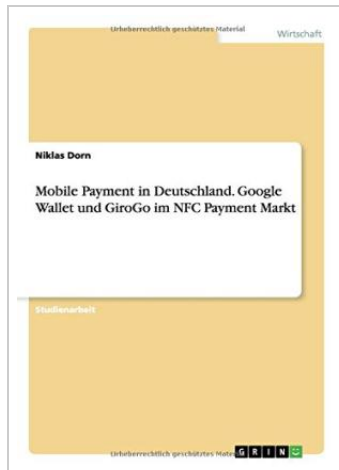 Urheberrechtlich geschütztes Material
Wirtschaft
Niklas Dorn
Mobile Payment in Deutschland. Google
Wallet und GiroGo im NFC Payment Markt
Studienarbeit
Urheberrechtlich geschütztes Material
GRIN